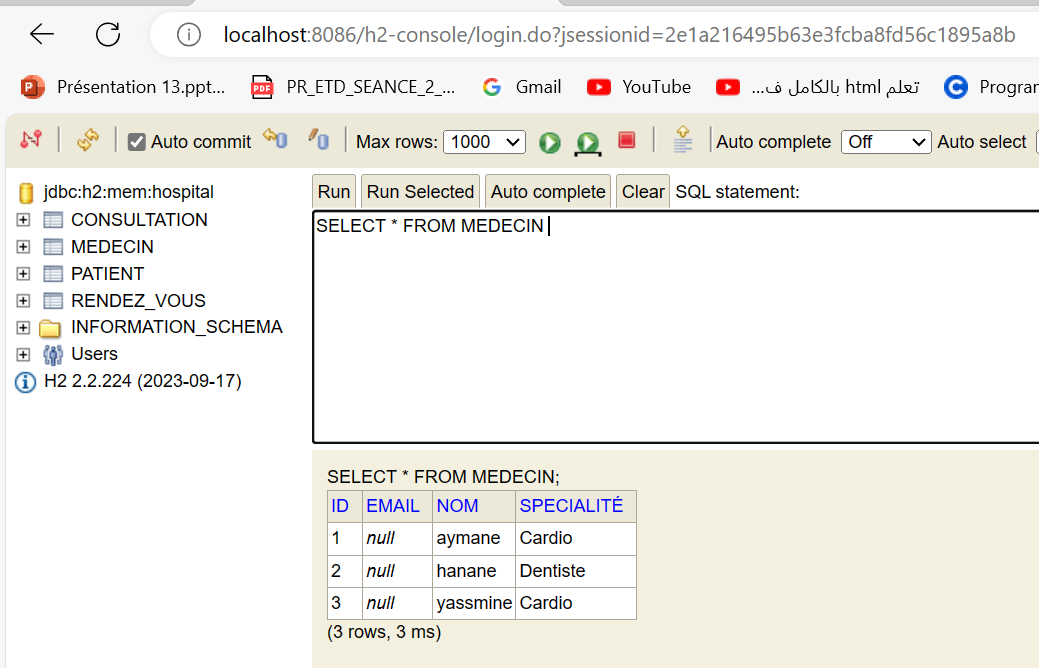 localhost:8086/h2-console/login.do?jsessionid=2e1a216495b63e3fcba8fd56c1895a8b
Présentation 13.ppt... PR_ETD_SEANCE_2_... Gmail YouTube تعلم html بالكامل ف... Program
Auto commit Max rows: 1000 Auto complete Off Auto select
jdbc:h2:mem:hospital
CONSULTATION
MEDECIN
PATIENT
RENDEZ_VOUS
INFORMATION_SCHEMA
Users
H2 2.2.224 (2023-09-17)
Run Run Selected Auto complete Clear SQL statement:
SELECT * FROM MEDECIN
SELECT * FROM MEDECIN;
ID EMAIL NOM SPECIALITÉ
1 null aymane Cardio
2 null hanane Dentiste
3 null yassmine Cardio
(3 rows, 3 ms)